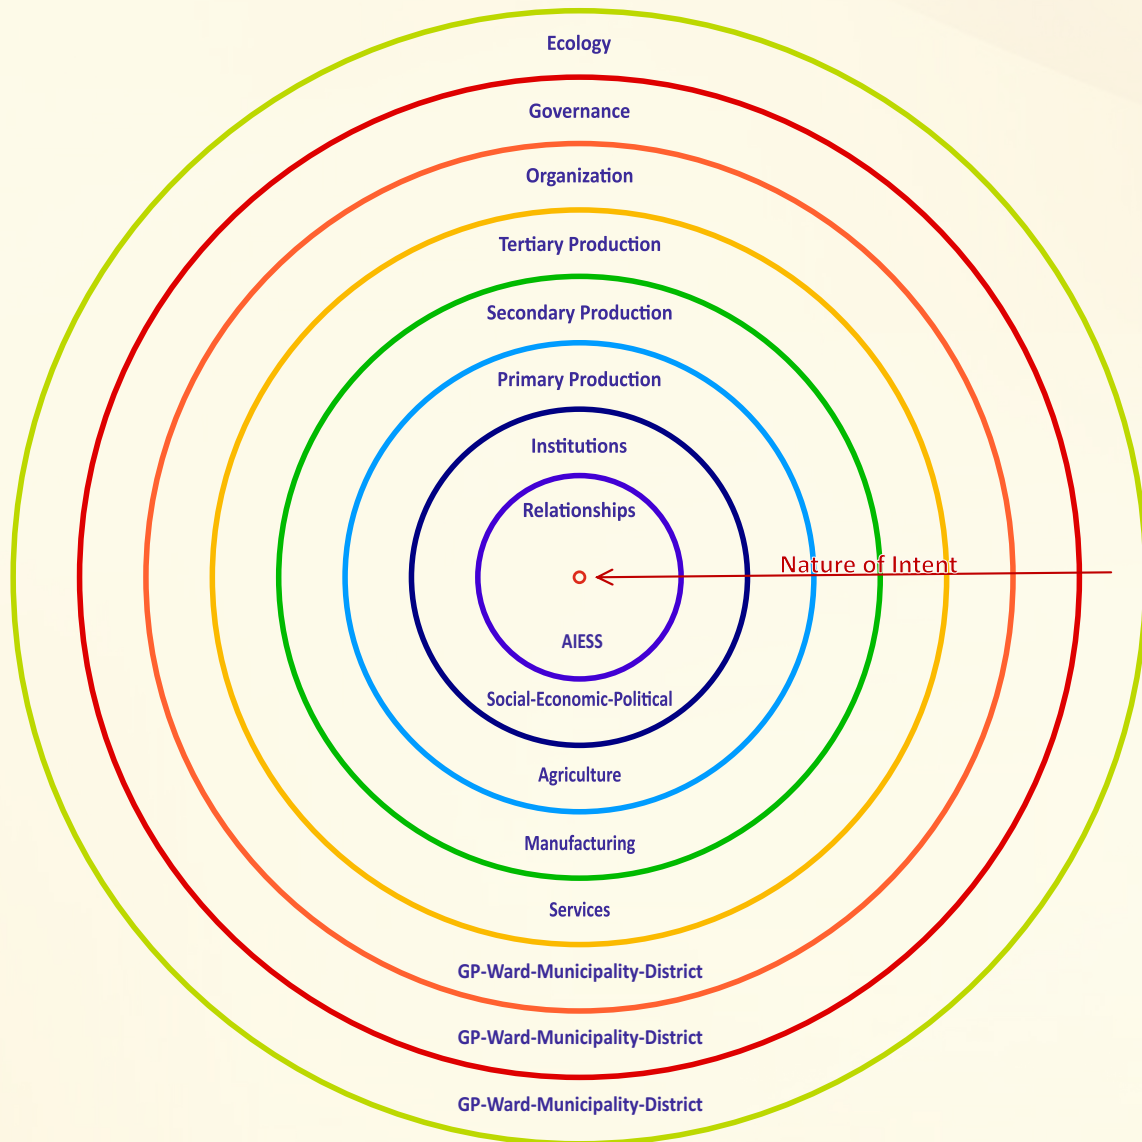 Ecology
Governance
Organization
Tertiary Production
Secondary Production
Primary Production
Institutions
Relationships
Nature of Intent
AIESS
Social-Economic-Political
Agriculture
Manufacturing
Services
GP-Ward-Municipality-District
GP-Ward-Municipality-District
GP-Ward-Municipality-District